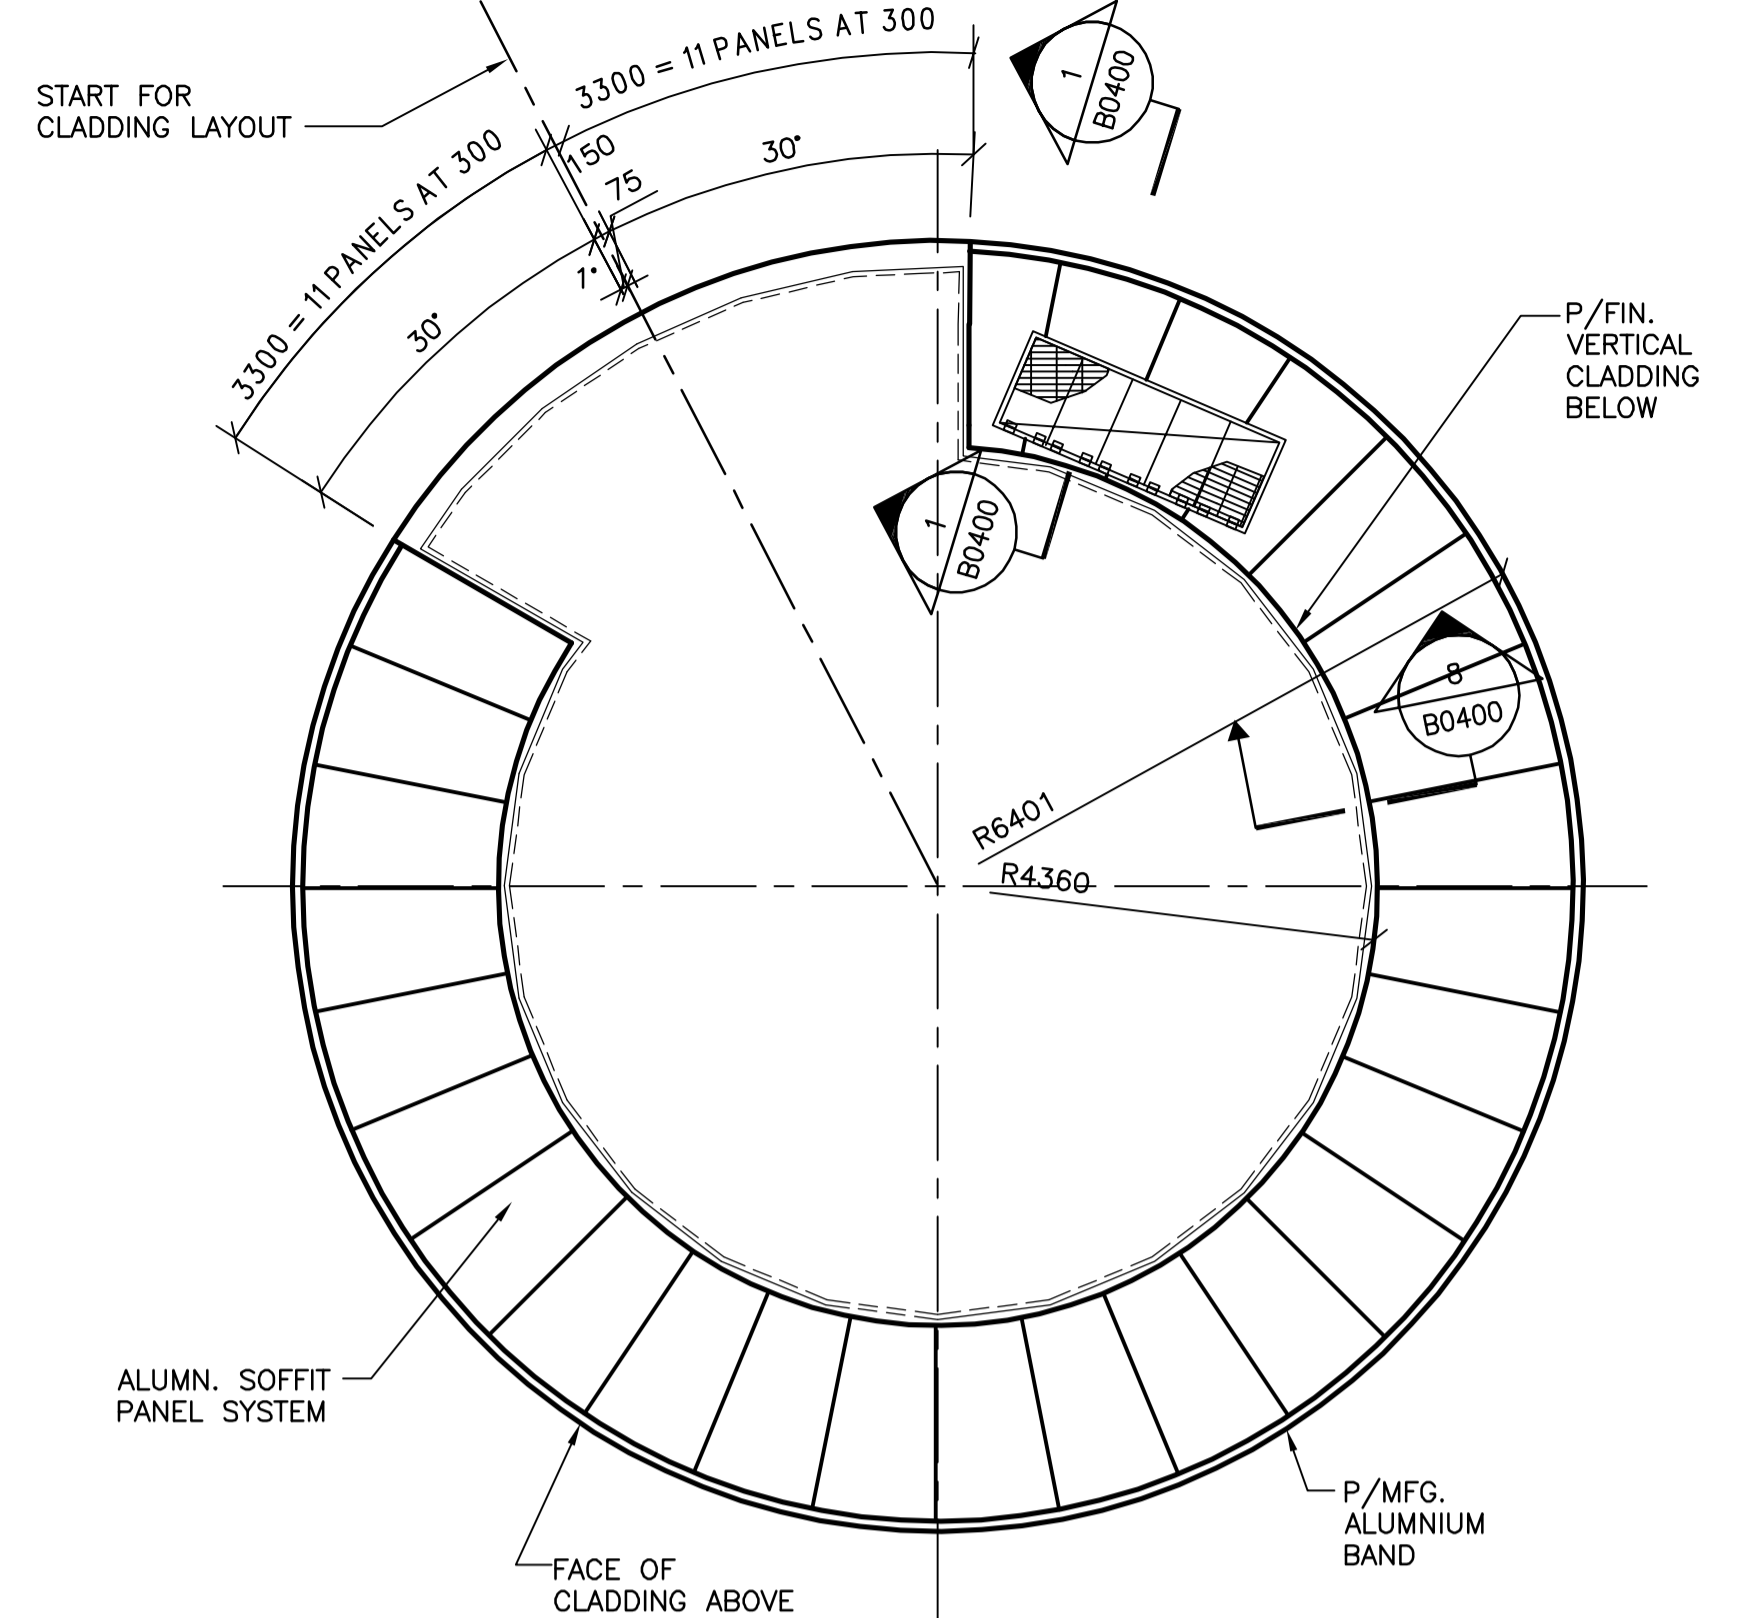 START FOR
CLADDING LAYOUT
3300 = 11 PANELS AT 300
3300 = 11 PANELS AT 300
150
75
30°
1°
30°
1
B0400
P/FIN.
VERTICAL
CLADDING
BELOW
1
B0400
8
B0400
R6401
R4360
ALUMN. SOFFIT
PANEL SYSTEM
FACE OF
CLADDING ABOVE
P/MFG.
ALUMNIUM
BAND